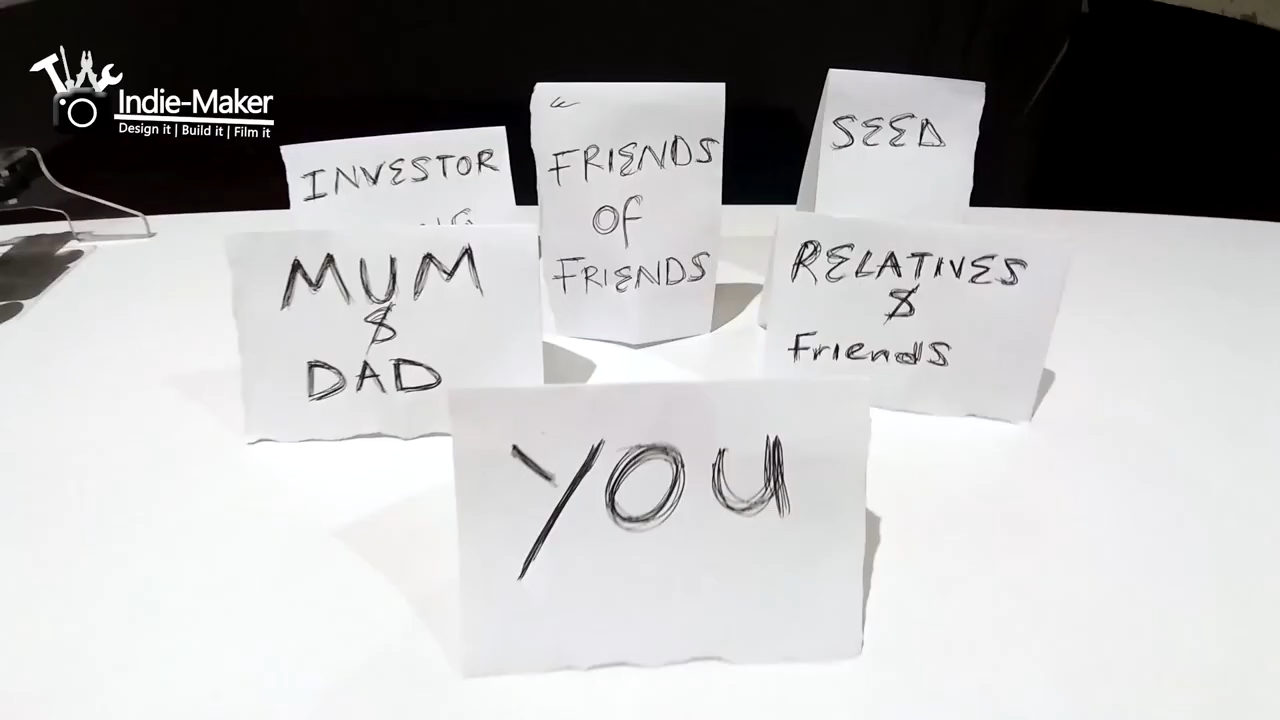 Indie-Maker
Design it | Build it | Film it
INVESTOR
FRIENDS
OF
FRIENDS
SEED
MUM
&
DAD
RELATIVES
&
Friends
YOU